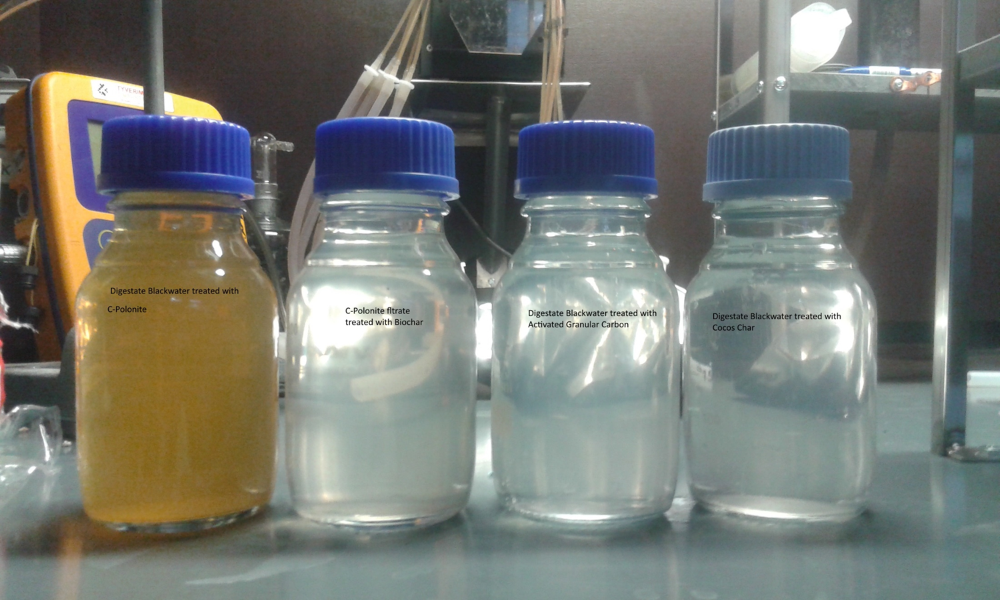 TYVERIM
Digestate Blackwater treated with
C-Polonite
C-Polonite fltrate
treated with Biochar
Digestate Blackwater treated with
Activated Granular Carbon
Digestate Blackwater treated with
Cocos Char